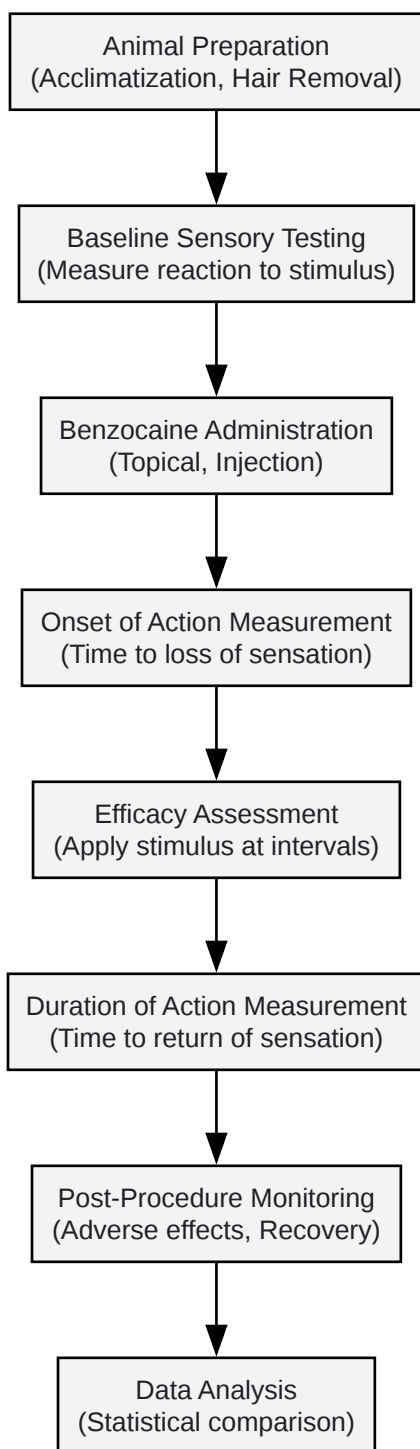 Animal Preparation
(Acclimatization, Hair Removal)
Baseline Sensory Testing
(Measure reaction to stimulus)
Benzocaine Administration
(Topical, Injection)
Onset of Action Measurement
(Time to loss of sensation)
Efficacy Assessment
(Apply stimulus at intervals)
Duration of Action Measurement
(Time to return of sensation)
Post-Procedure Monitoring
(Adverse effects, Recovery)
Data Analysis
(Statistical comparison)